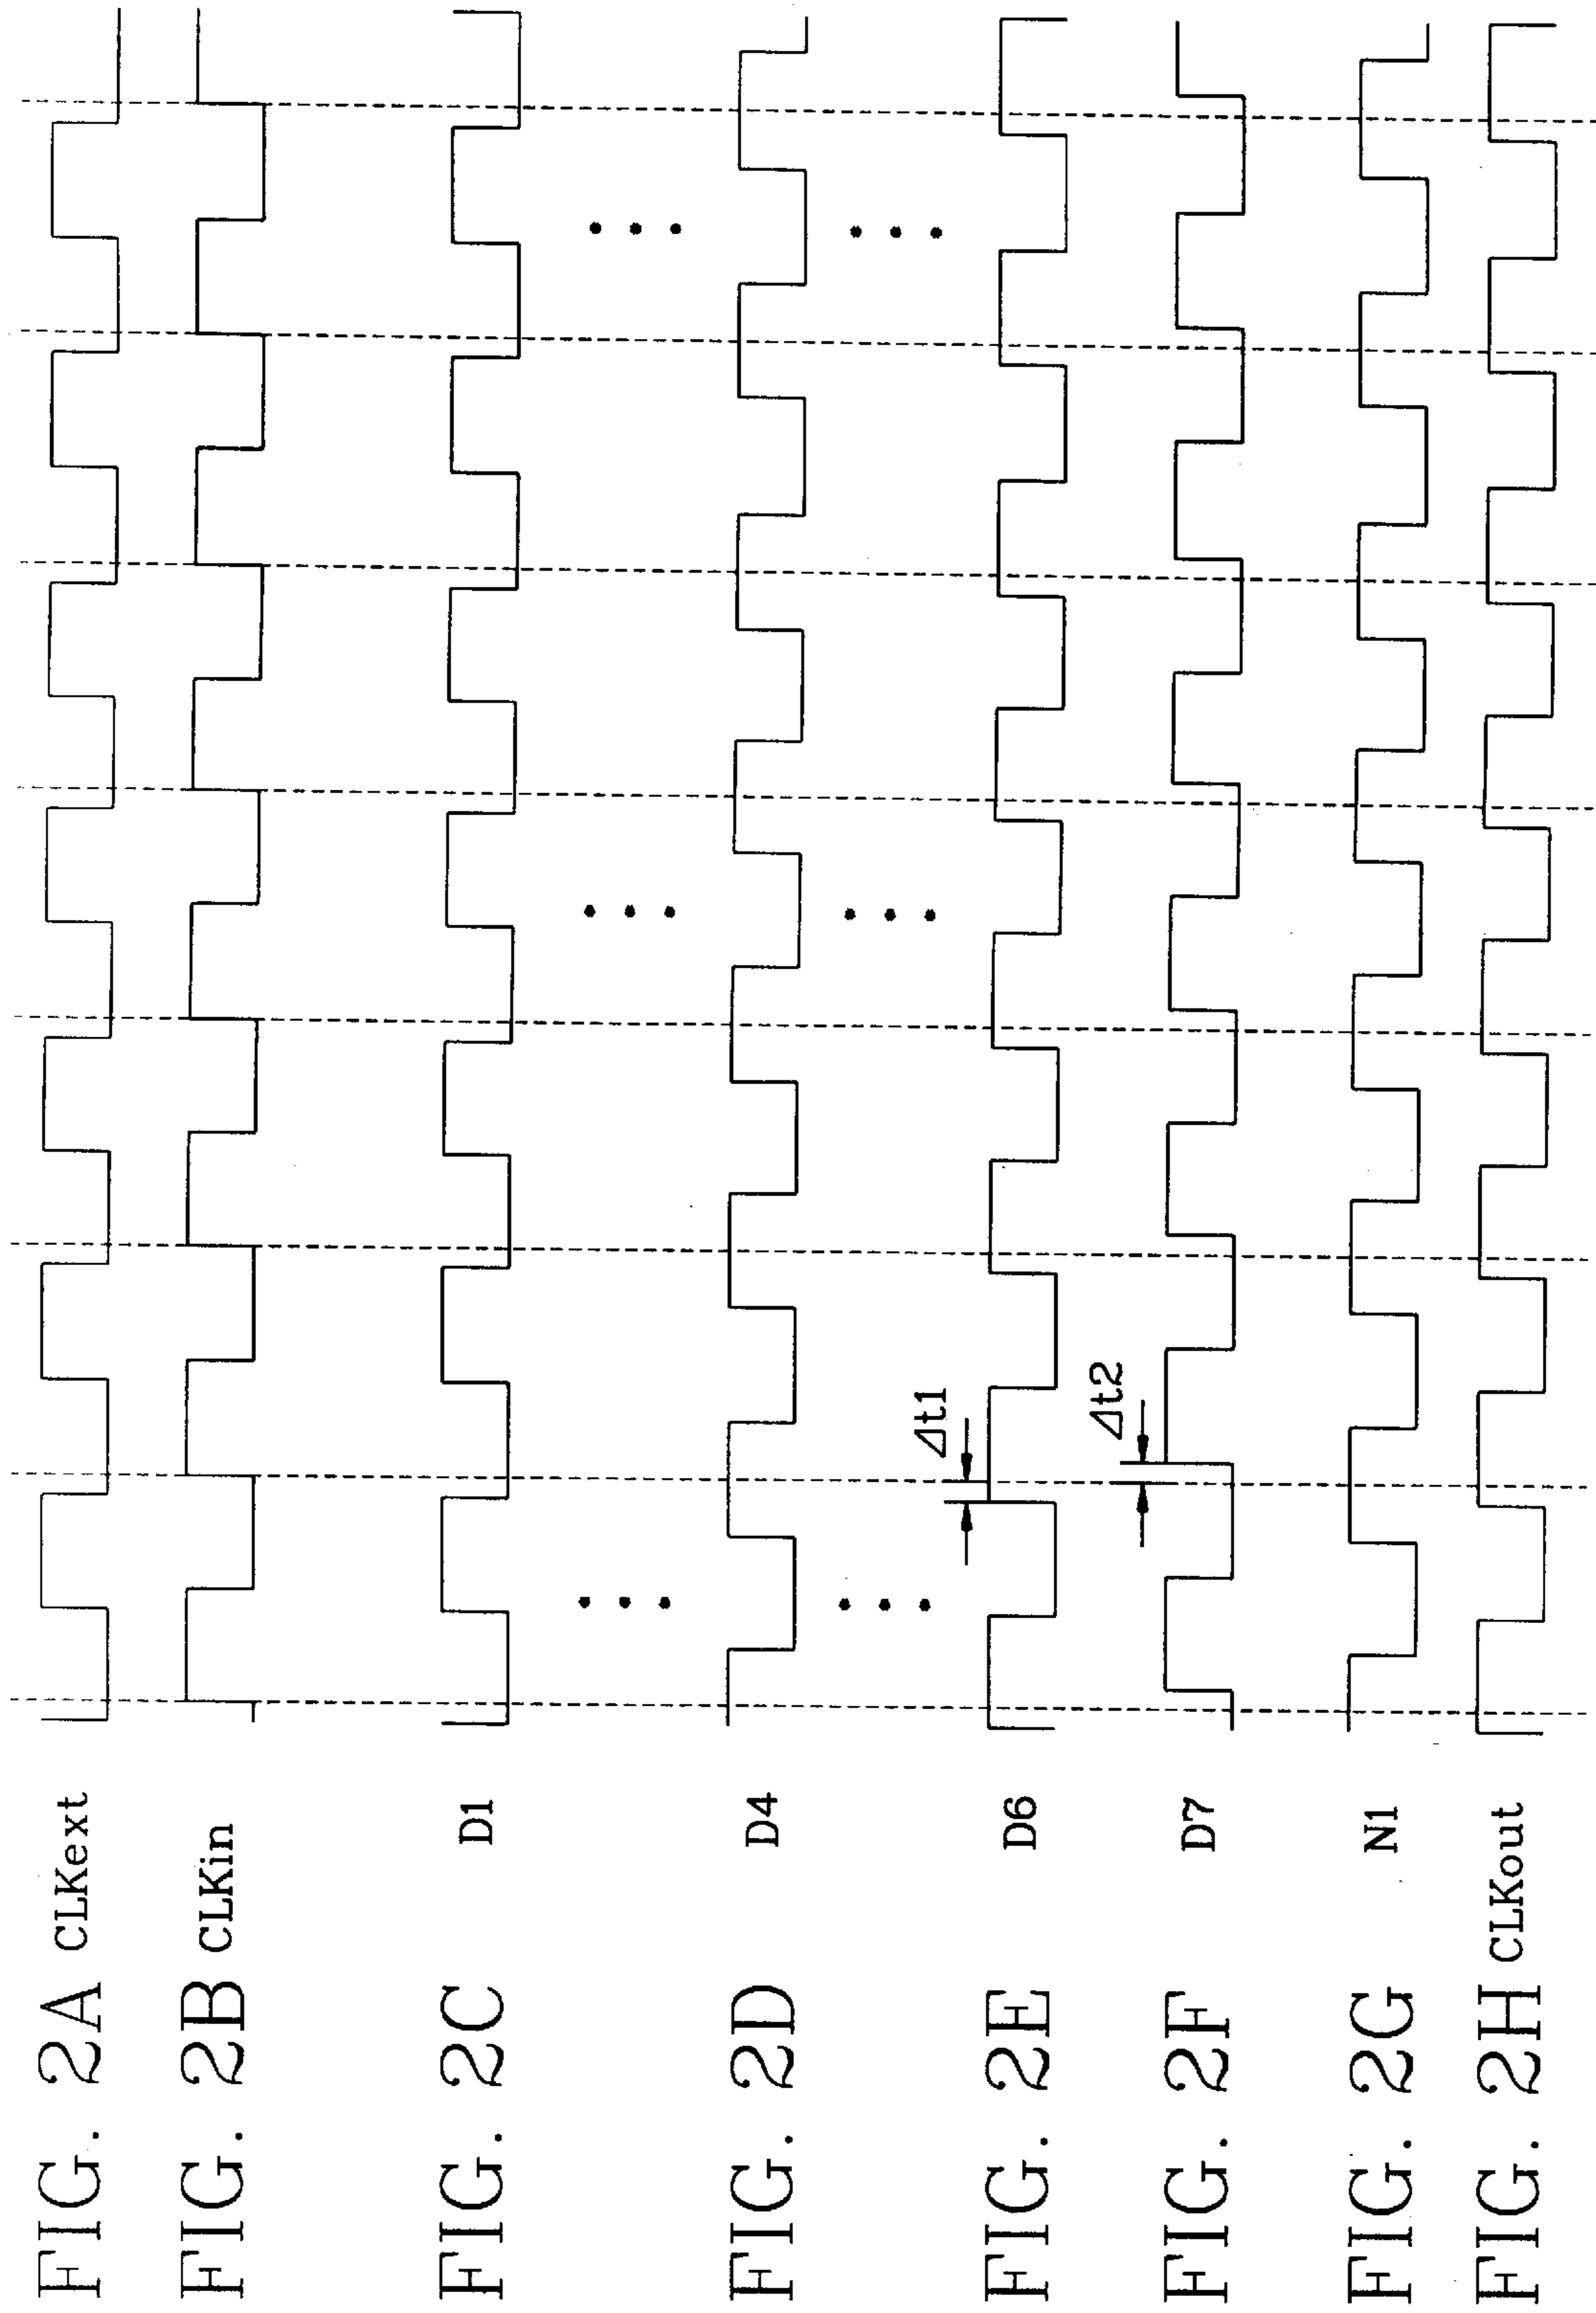 FIG. 2A CLKext
FIG. 2B CLKin
FIG. 2C D1
FIG. 2D D4
FIG. 2E D6
Δt1
FIG. 2F D7
Δt2
FIG. 2G N1
FIG. 2H CLKout